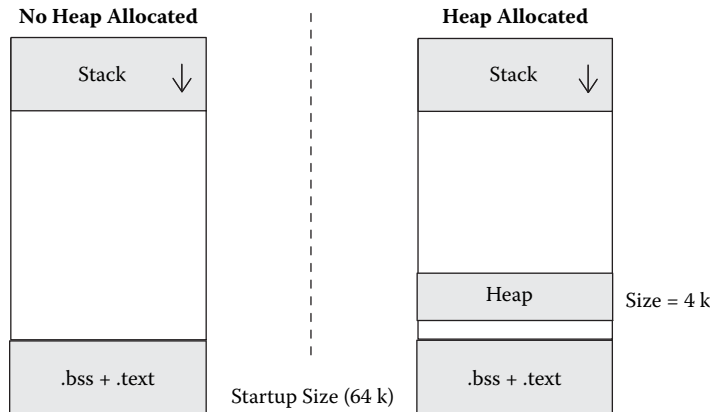 No Heap Allocated
Stack
.bss + .text
Startup Size (64 k)
Heap Allocated
Stack
Heap
Size = 4 k
.bss + .text